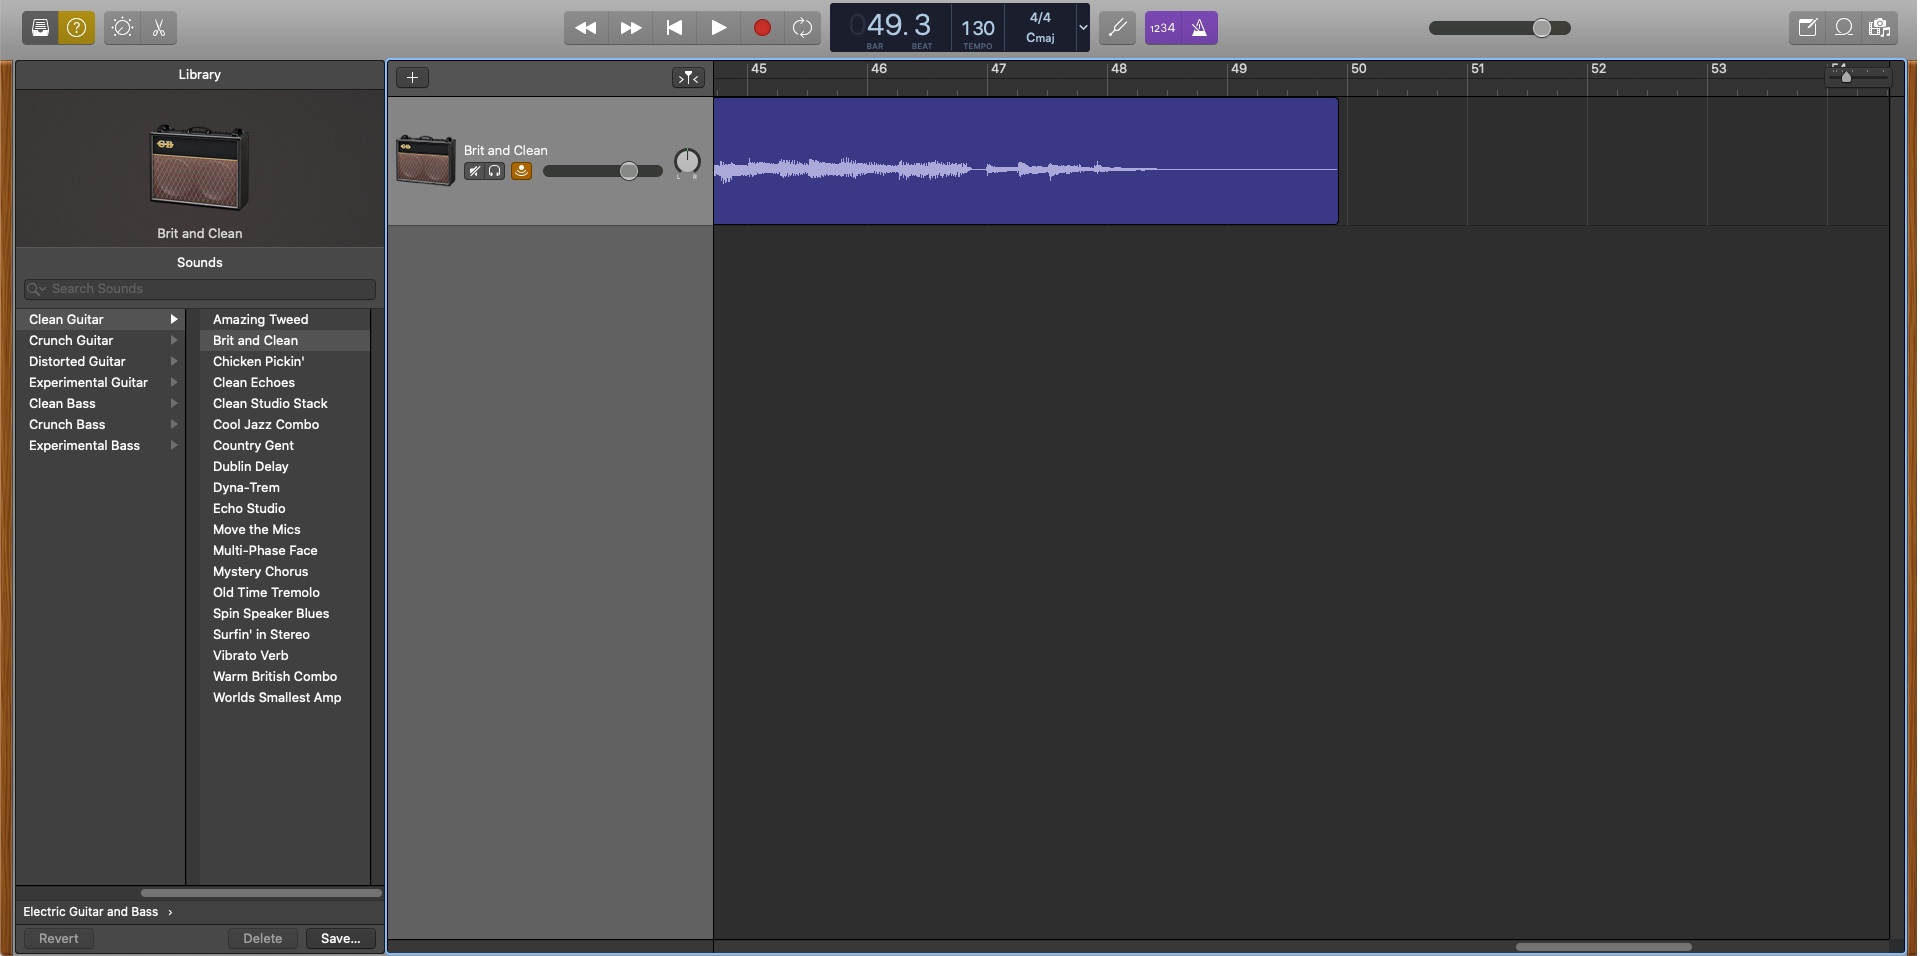 1234
049.3
BAR BEAT
130
TEMPO
4/4
Cmaj
Library
GB
Brit and Clean
Sounds
Search Sounds
Clean Guitar
Crunch Guitar
Distorted Guitar
Experimental Guitar
Clean Bass
Crunch Bass
Experimental Bass
Amazing Tweed
Brit and Clean
Chicken Pickin'
Clean Echoes
Clean Studio Stack
Cool Jazz Combo
Country Gent
Dublin Delay
Dyna-Trem
Echo Studio
Move the Mics
Multi-Phase Face
Mystery Chorus
Old Time Tremolo
Spin Speaker Blues
Surfin' in Stereo
Vibrato Verb
Warm British Combo
Worlds Smallest Amp
Electric Guitar and Bass ›
Revert Delete Save...
45 46 47 48 49 50 51 52 53 54
GB
Brit and Clean
L R